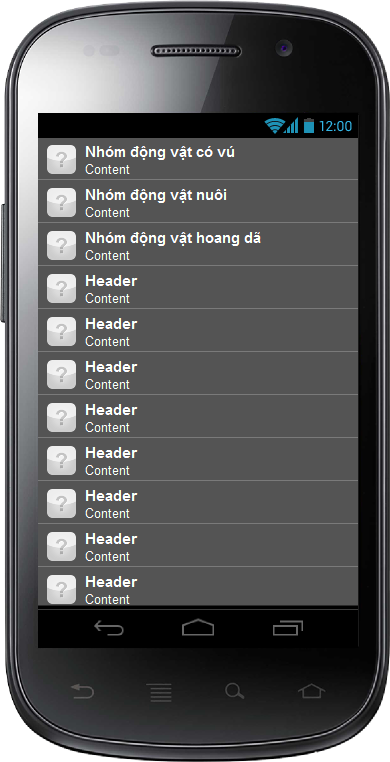 12:00
Nhóm động vật có vú
Content
Nhóm động vật nuôi
Content
Nhóm động vật hoang dã
Content
Header
Content
Header
Content
Header
Content
Header
Content
Header
Content
Header
Content
Header
Content
Header
Content